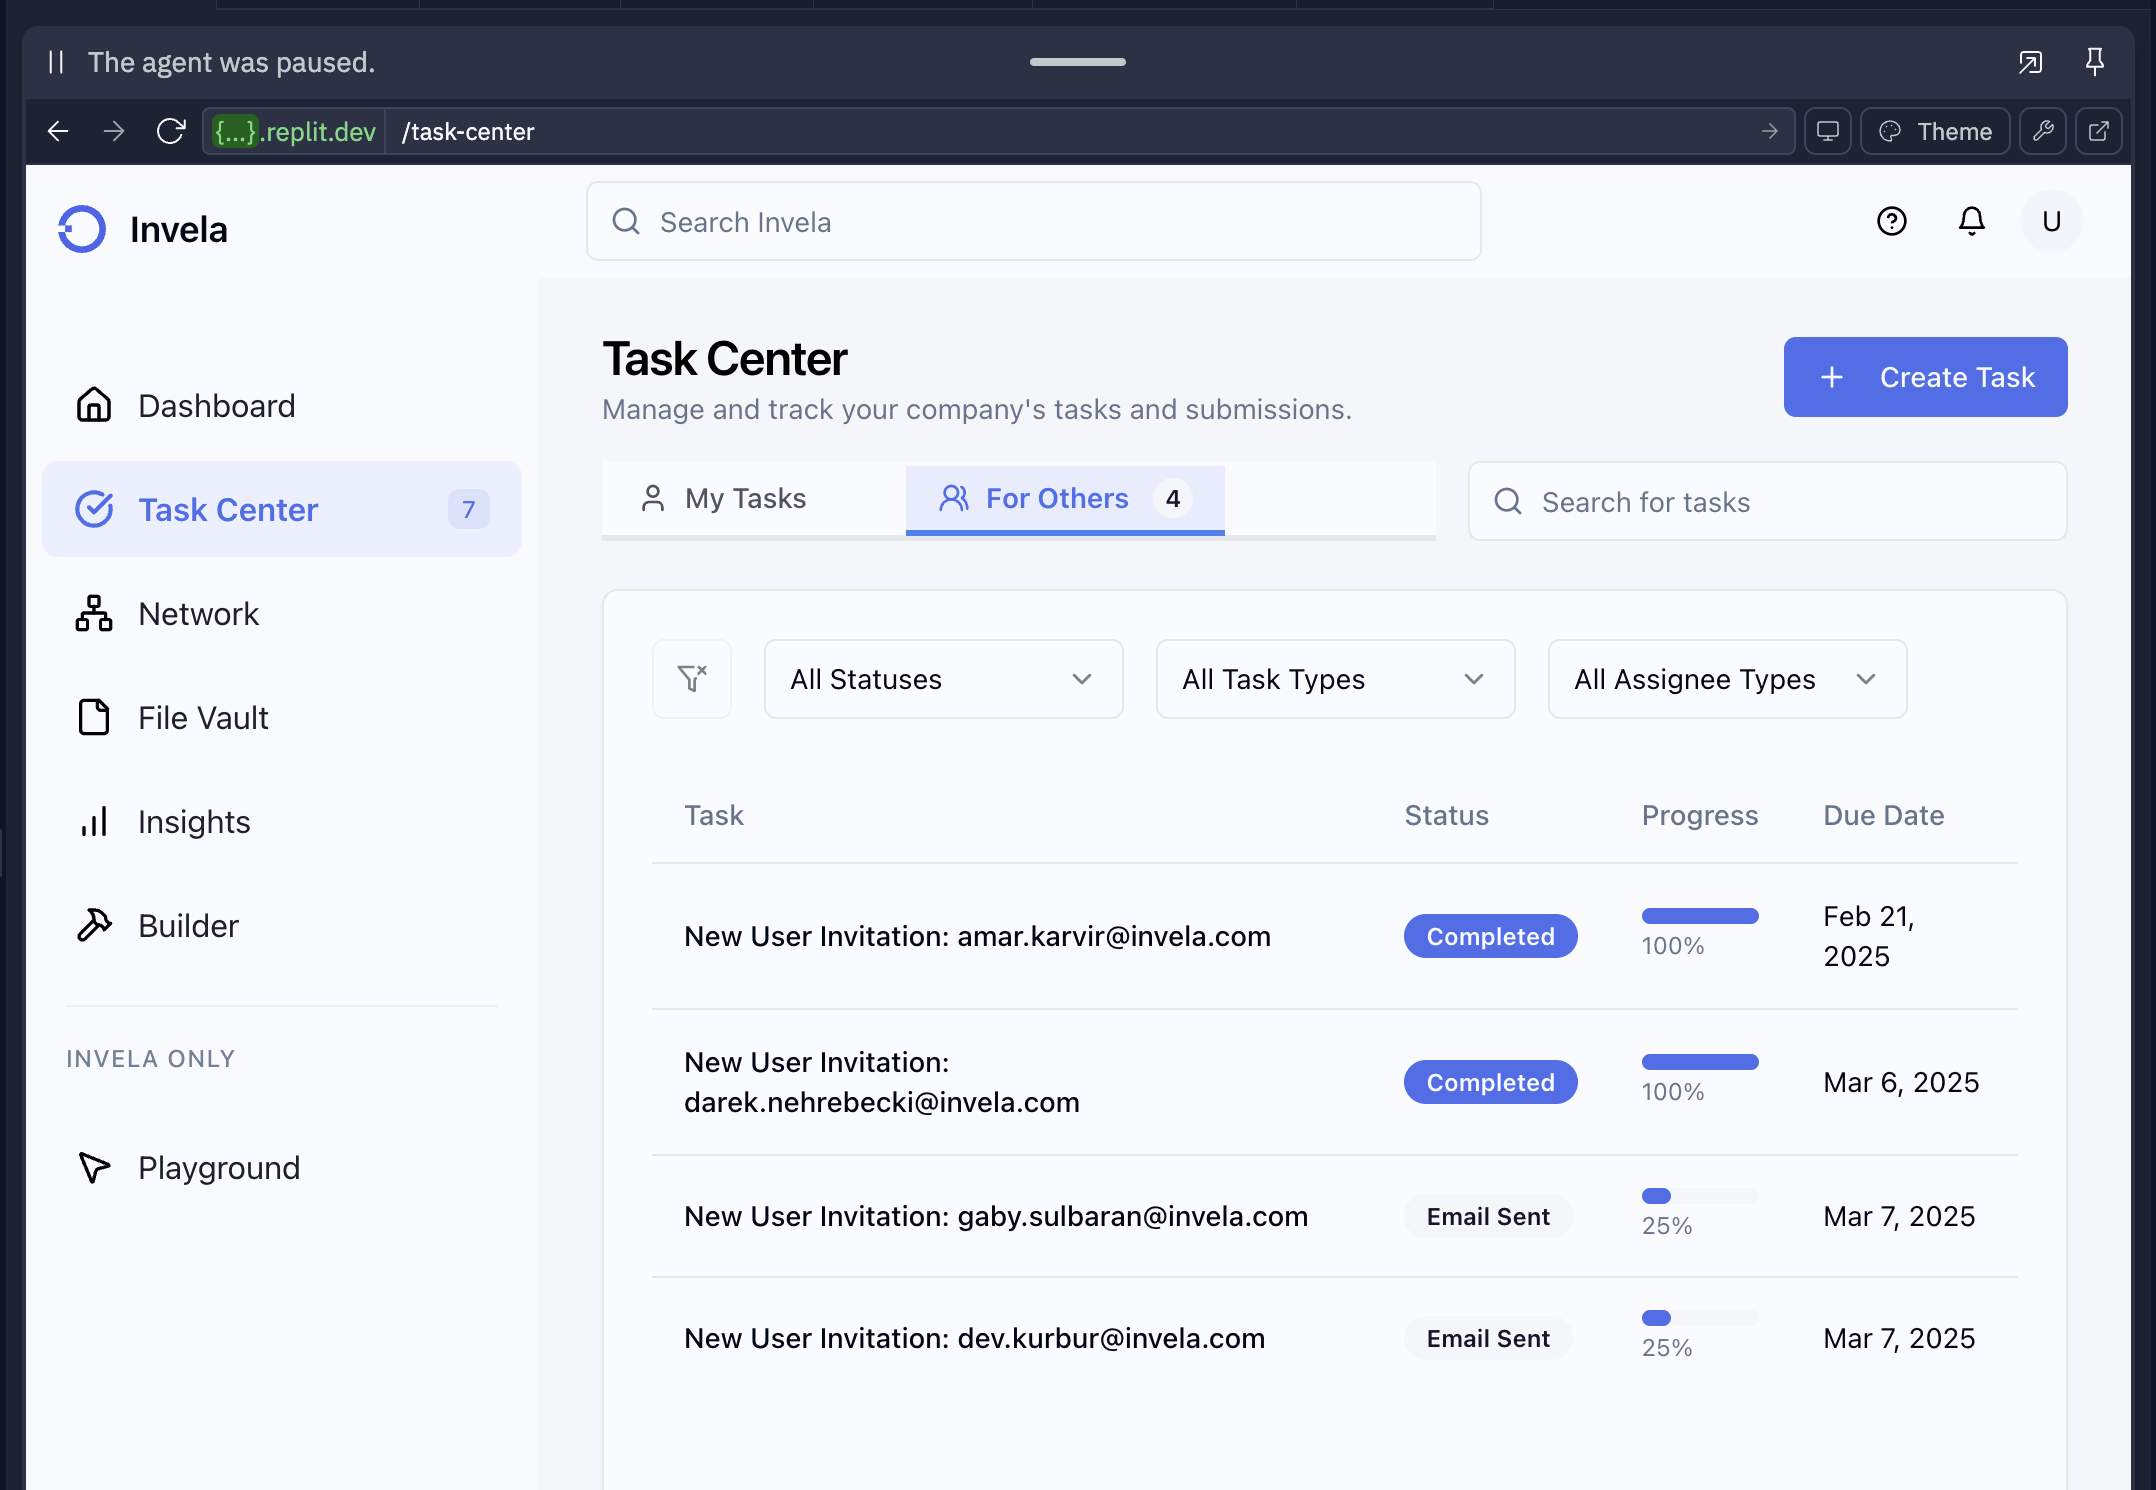 The agent was paused.
{...}.replit.dev /task-center
Theme
Invela
Search Invela
U
Dashboard
Task Center 7
Network
File Vault
Insights
Builder
INVELA ONLY
Playground
Task Center
Manage and track your company's tasks and submissions.
Create Task
My Tasks
For Others 4
Search for tasks
All Statuses
All Task Types
All Assignee Types
Task Status Progress Due Date
New User Invitation: amar.karvir@invela.com
Completed
100%
Feb 21,
2025
New User Invitation:
darek.nehrebecki@invela.com
Completed
100%
Mar 6, 2025
New User Invitation: gaby.sulbaran@invela.com
Email Sent
25%
Mar 7, 2025
New User Invitation: dev.kurbur@invela.com
Email Sent
25%
Mar 7, 2025